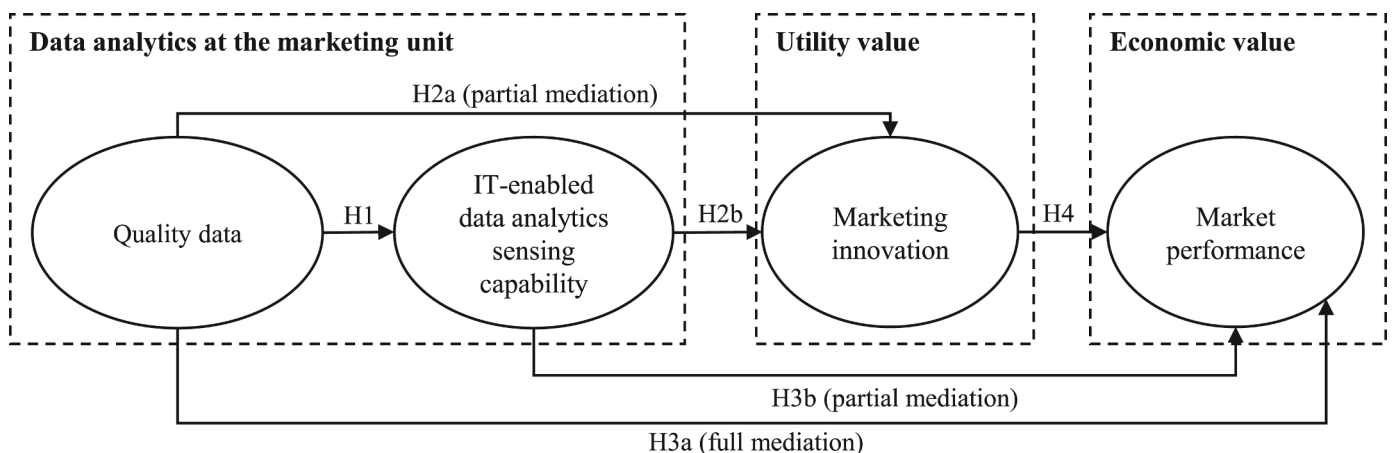 Data analytics at the marketing unit
Utility value
Economic value
H2a (partial mediation)
Quality data
H1
IT-enabled
data analytics
sensing
capability
H2b
Marketing
innovation
H4
Market
performance
H3b (partial mediation)
H3a (full mediation)